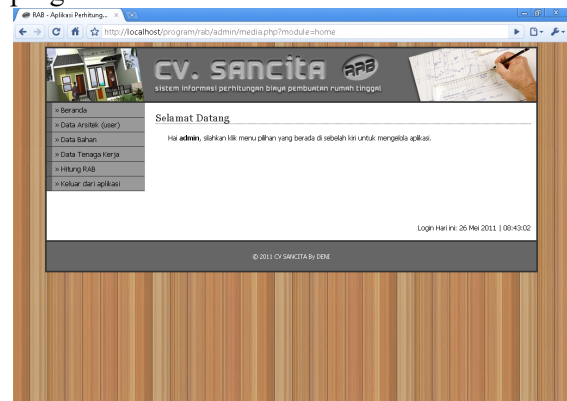 RAB - Aplikasi Perhitung...
http://localhost/program/rab/admin/media.php?module=home
CV. SANCITA
sistem informasi perhitungan biaya pembuatan rumah tinggal
» Beranda
» Data Arsitek (user)
» Data Bahan
» Data Tenaga Kerja
» Hitung RAB
» Keluar dari aplikasi
Selamat Datang
Hai admin, silahkan klik menu pilihan yang berada di sebelah kiri untuk mengelola aplikasi.
Login Hari ini: 26 Mei 2011 | 08:43:02
© 2011 CV SANCITA By DENI